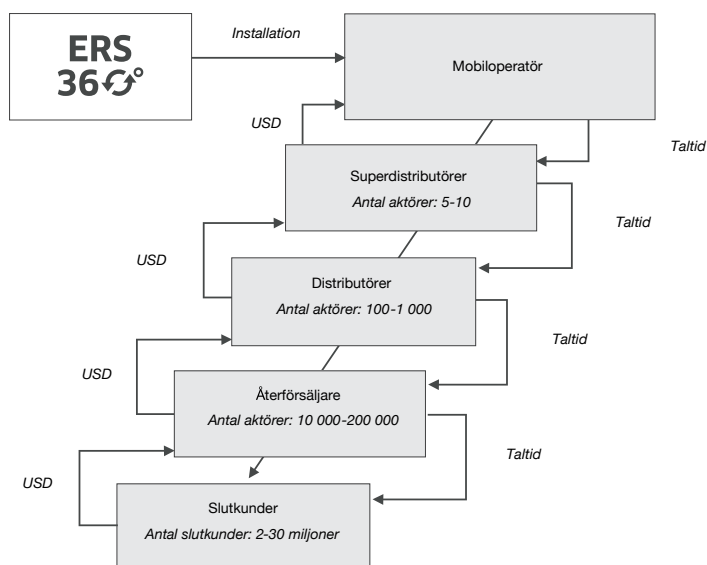 ERS
36°
Installation
Mobiloperatör
USD
Taltid
Superdistributörer
Antal aktörer: 5-10
Taltid
USD
Distributörer
Antal aktörer: 100-1 000
Taltid
USD
Återförsäljare
Antal aktörer: 10 000-200 000
Taltid
USD
Slutkunder
Antal slutkunder: 2-30 miljoner